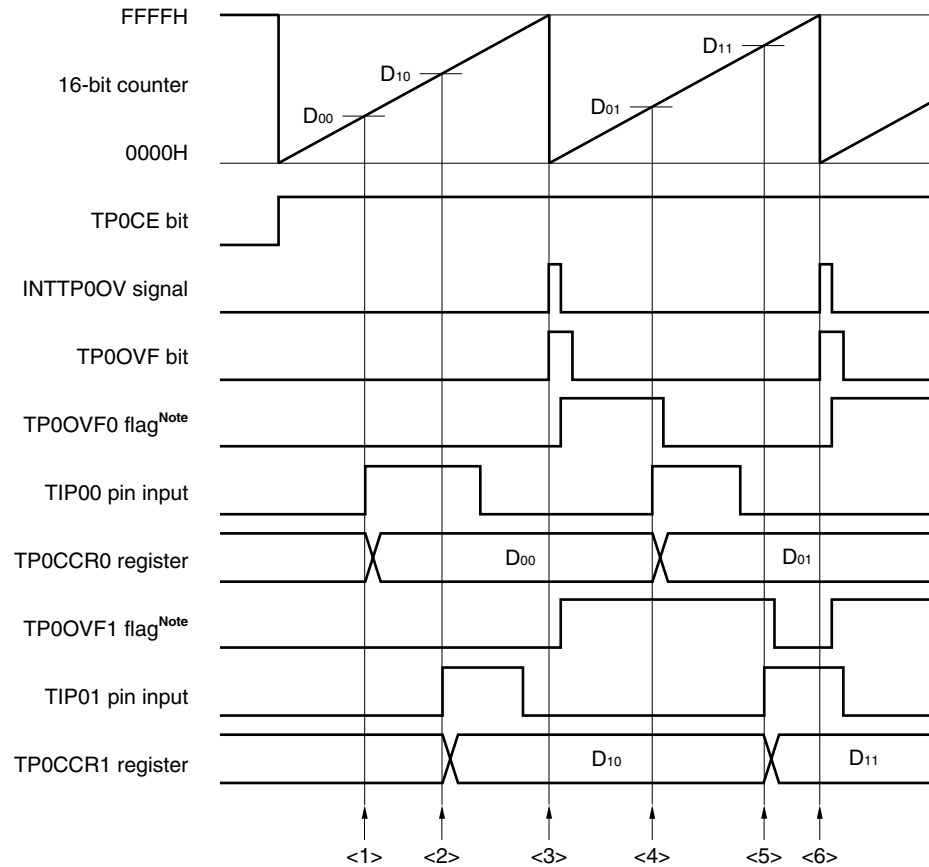 FFFFH
D11
D10
16-bit counter
D01
D00
0000H
TP0CE bit
INTTP0OV signal
TP0OVF bit
TP0OVF0 flagNote
TIP00 pin input
TP0CCR0 register
D00
D01
TP0OVF1 flagNote
TIP01 pin input
TP0CCR1 register
D10
D11
<1>
<2>
<3>
<4>
<5>
<6>